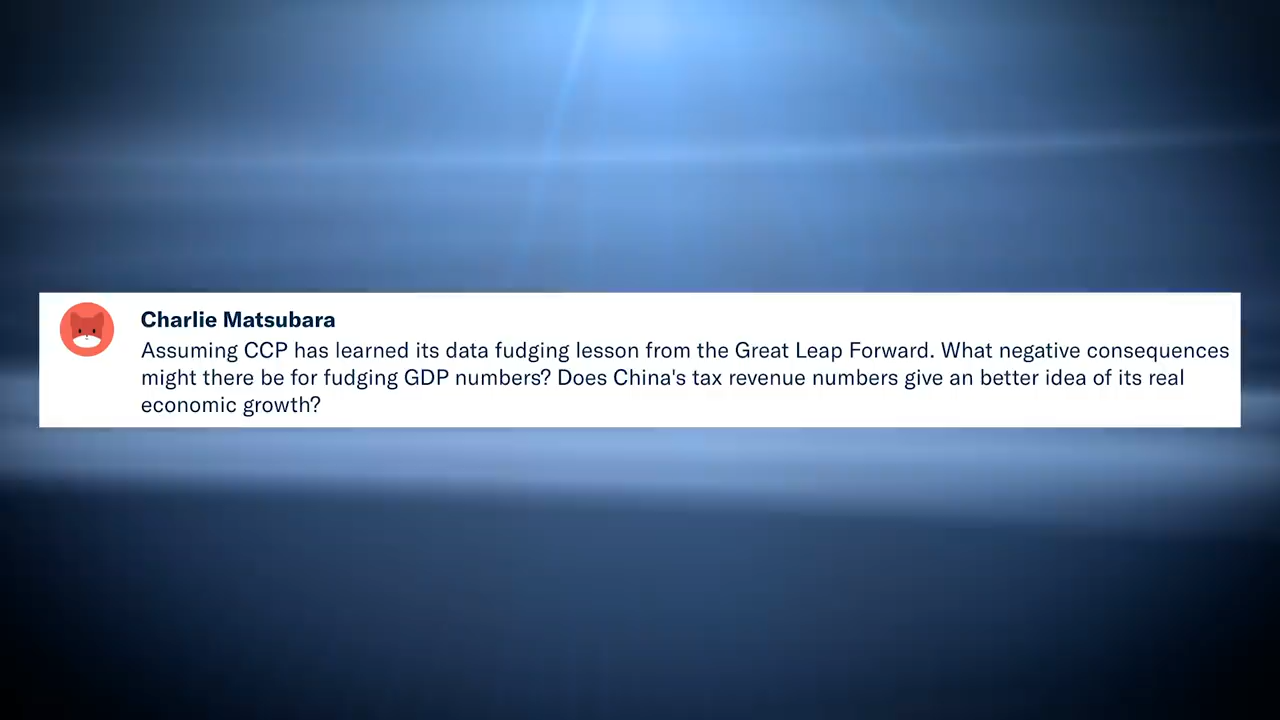 Charlie Matsubara
Assuming CCP has learned its data fudging lesson from the Great Leap Forward. What negative consequences
might there be for fudging GDP numbers? Does China's tax revenue numbers give an better idea of its real
economic growth?